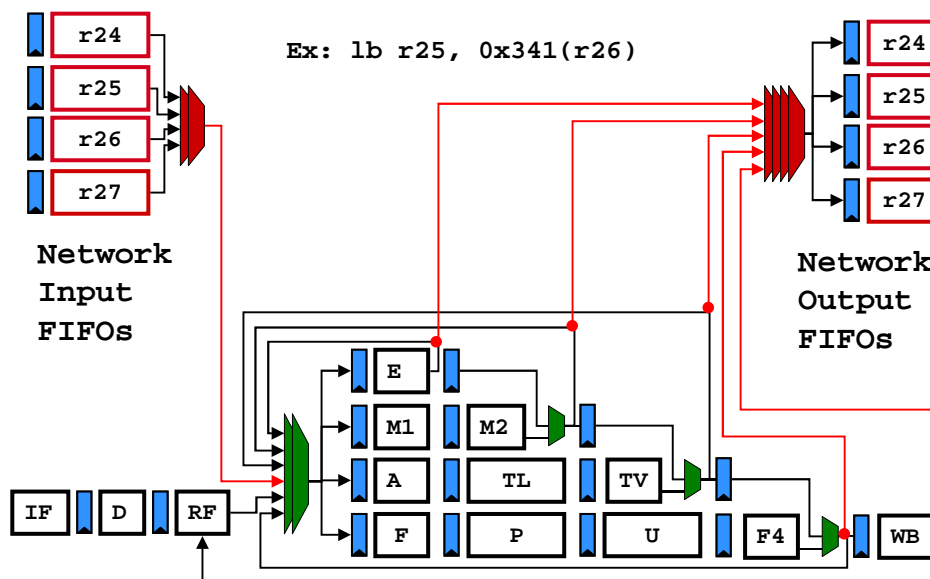 r24
r25
r26
r27
Network
Input
FIFOs
Ex: lb r25, 0x341(r26)
r24
r25
r26
r27
Network
Output
FIFOs
E
M1
M2
A
TL
TV
IF
D
RF
F
P
U
F4
WB